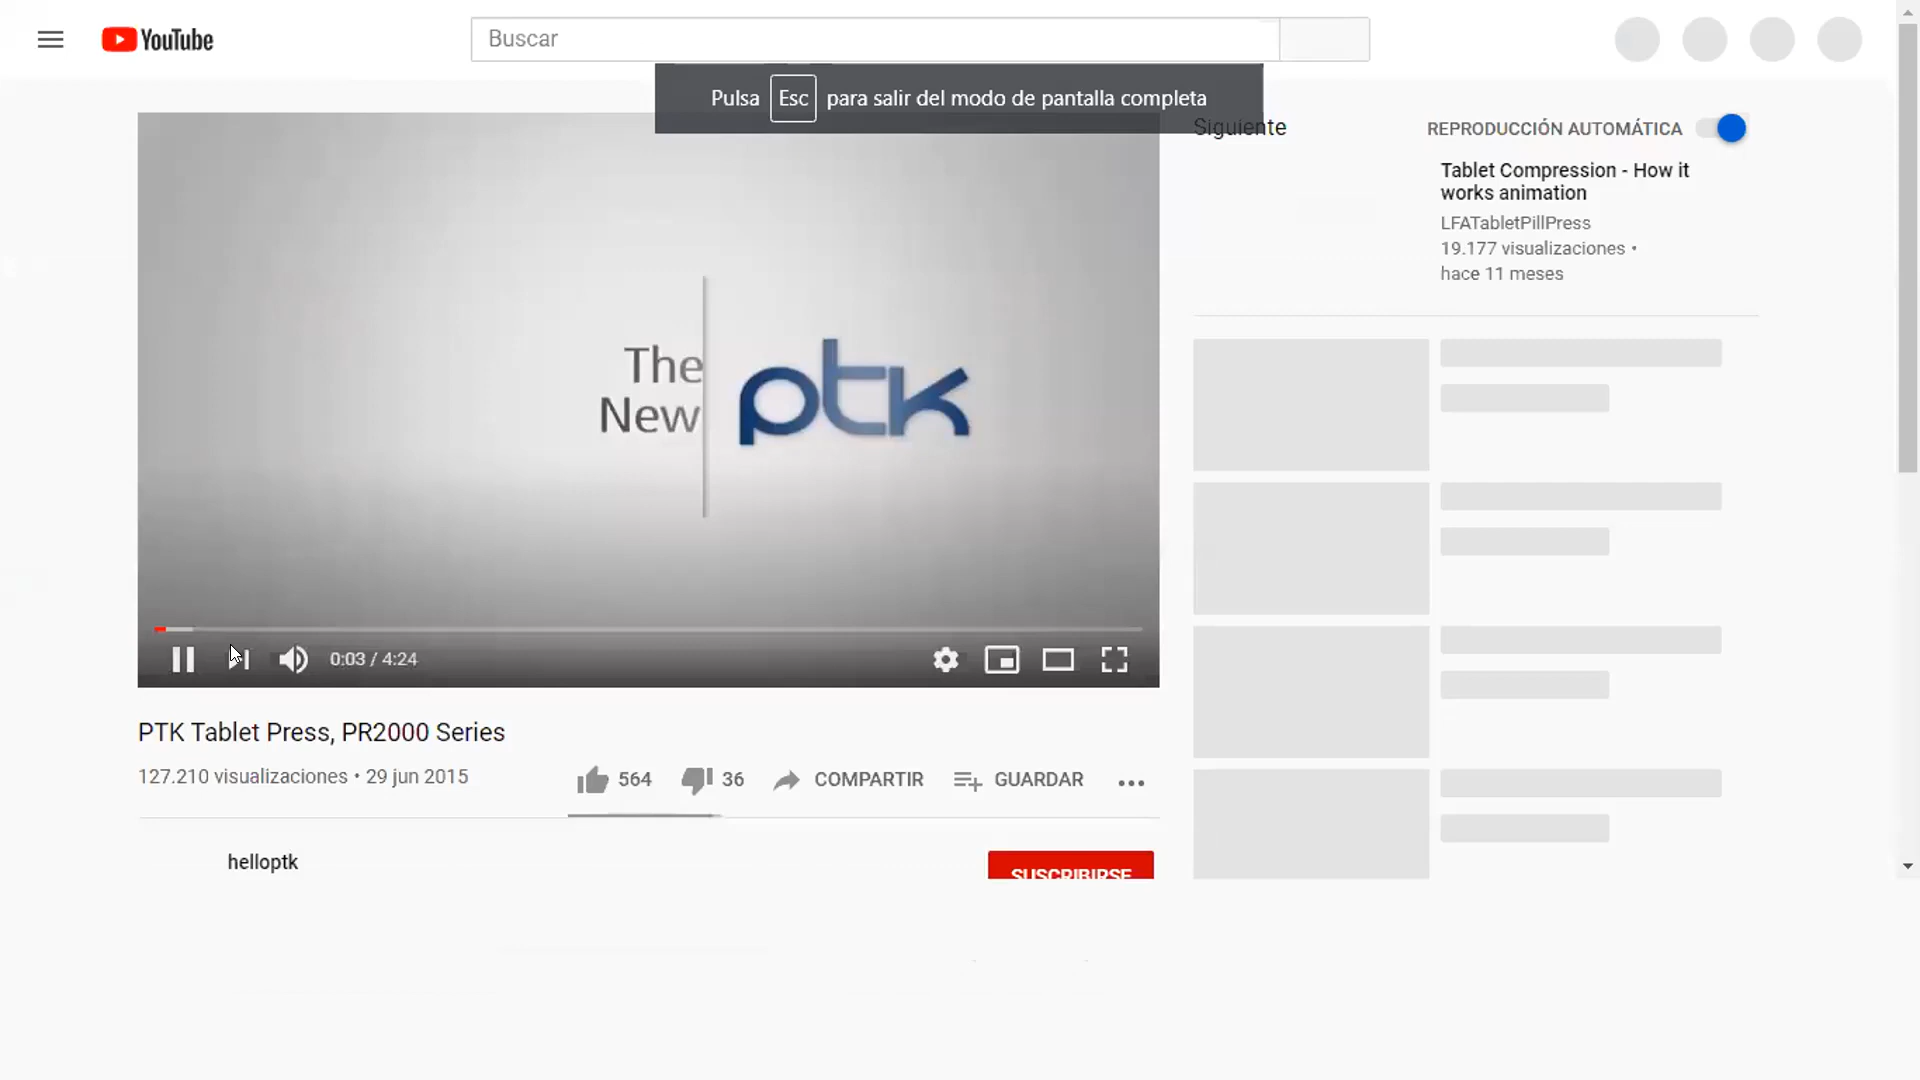 YouTube
Buscar
Pulsa Esc para salir del modo de pantalla completa
Siguiente
REPRODUCCIÓN AUTOMÁTICA
Tablet Compression - How it
works animation
LFATabletPillPress
19.177 visualizaciones •
hace 11 meses
The
New
ptk
0:03 / 4:24
PTK Tablet Press, PR2000 Series
127.210 visualizaciones • 29 jun 2015
564
36
COMPARTIR
GUARDAR
helloptk
SUSCRIBIRSE